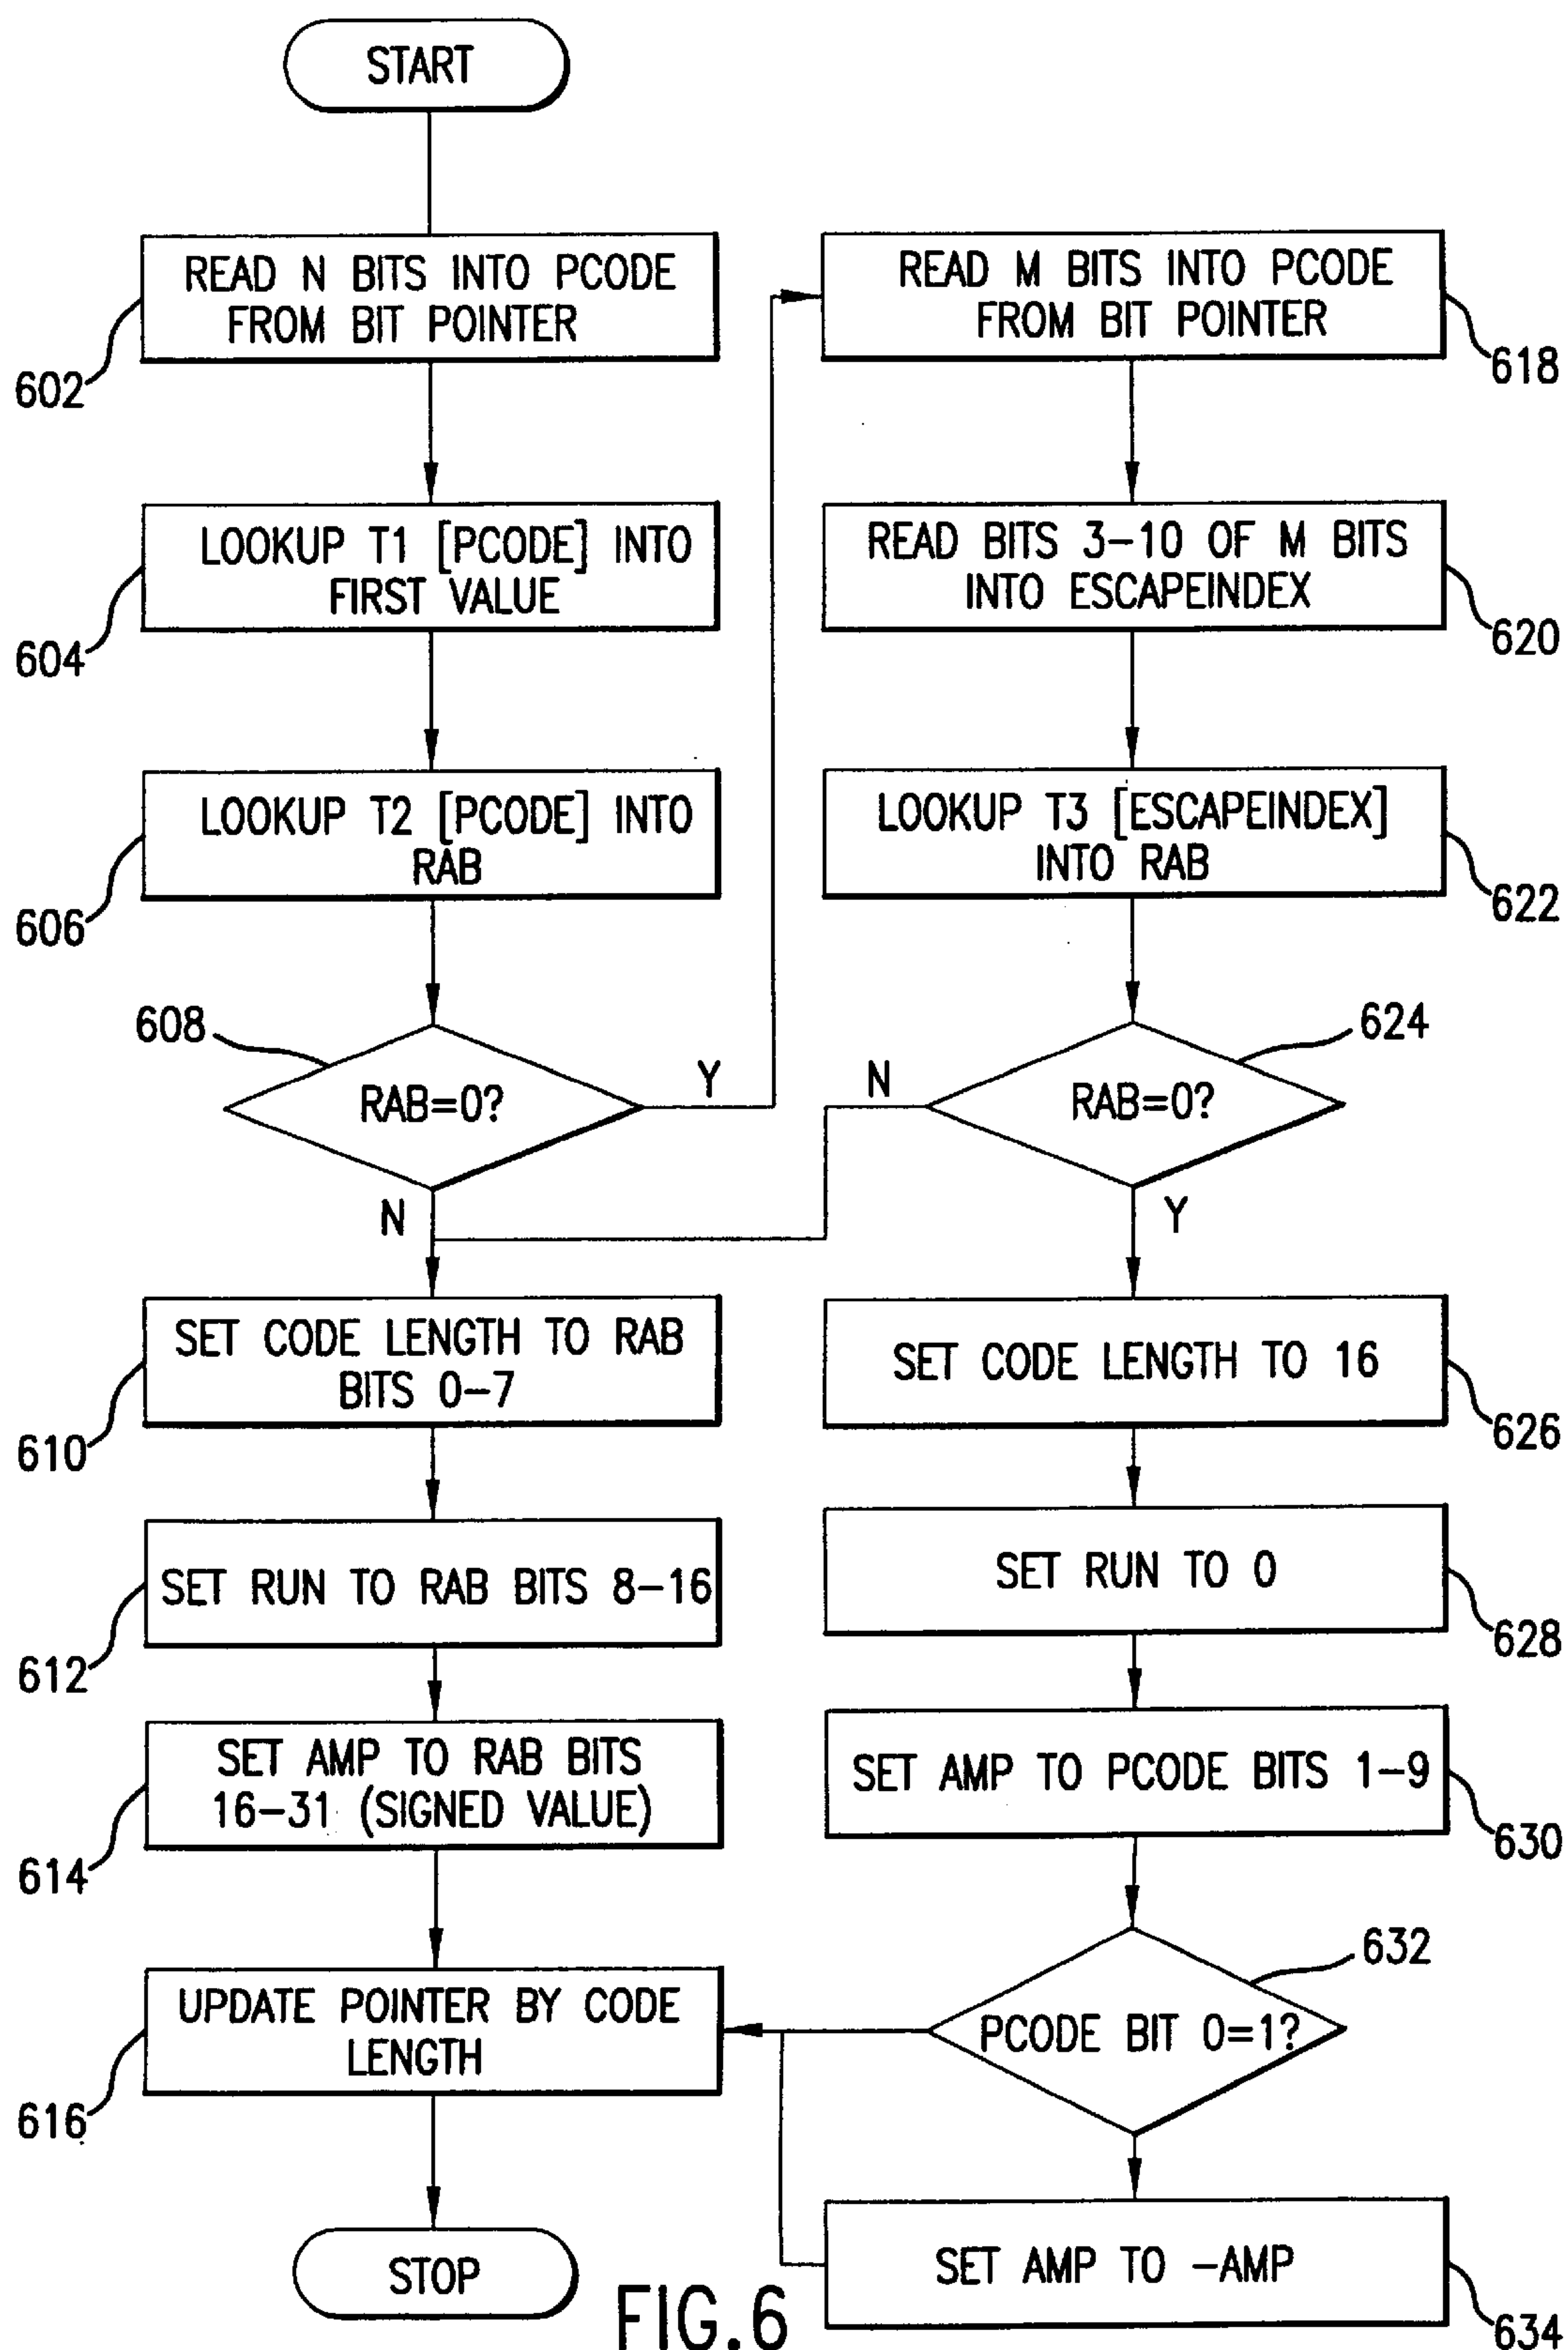 START
READ N BITS INTO PCODE
FROM BIT POINTER
602
LOOKUP T1 [PCODE] INTO
FIRST VALUE
604
LOOKUP T2 [PCODE] INTO
RAB
606
608
RAB=0?
Y
N
SET CODE LENGTH TO RAB
BITS 0-7
610
SET RUN TO RAB BITS 8-16
612
SET AMP TO RAB BITS
16-31 (SIGNED VALUE)
614
UPDATE POINTER BY CODE
LENGTH
616
STOP
READ M BITS INTO PCODE
FROM BIT POINTER
618
READ BITS 3-10 OF M BITS
INTO ESCAPEINDEX
620
LOOKUP T3 [ESCAPEINDEX]
INTO RAB
622
624
N
RAB=0?
Y
SET CODE LENGTH TO 16
626
SET RUN TO 0
628
SET AMP TO PCODE BITS 1-9
630
632
PCODE BIT 0=1?
SET AMP TO -AMP
634
FIG.6